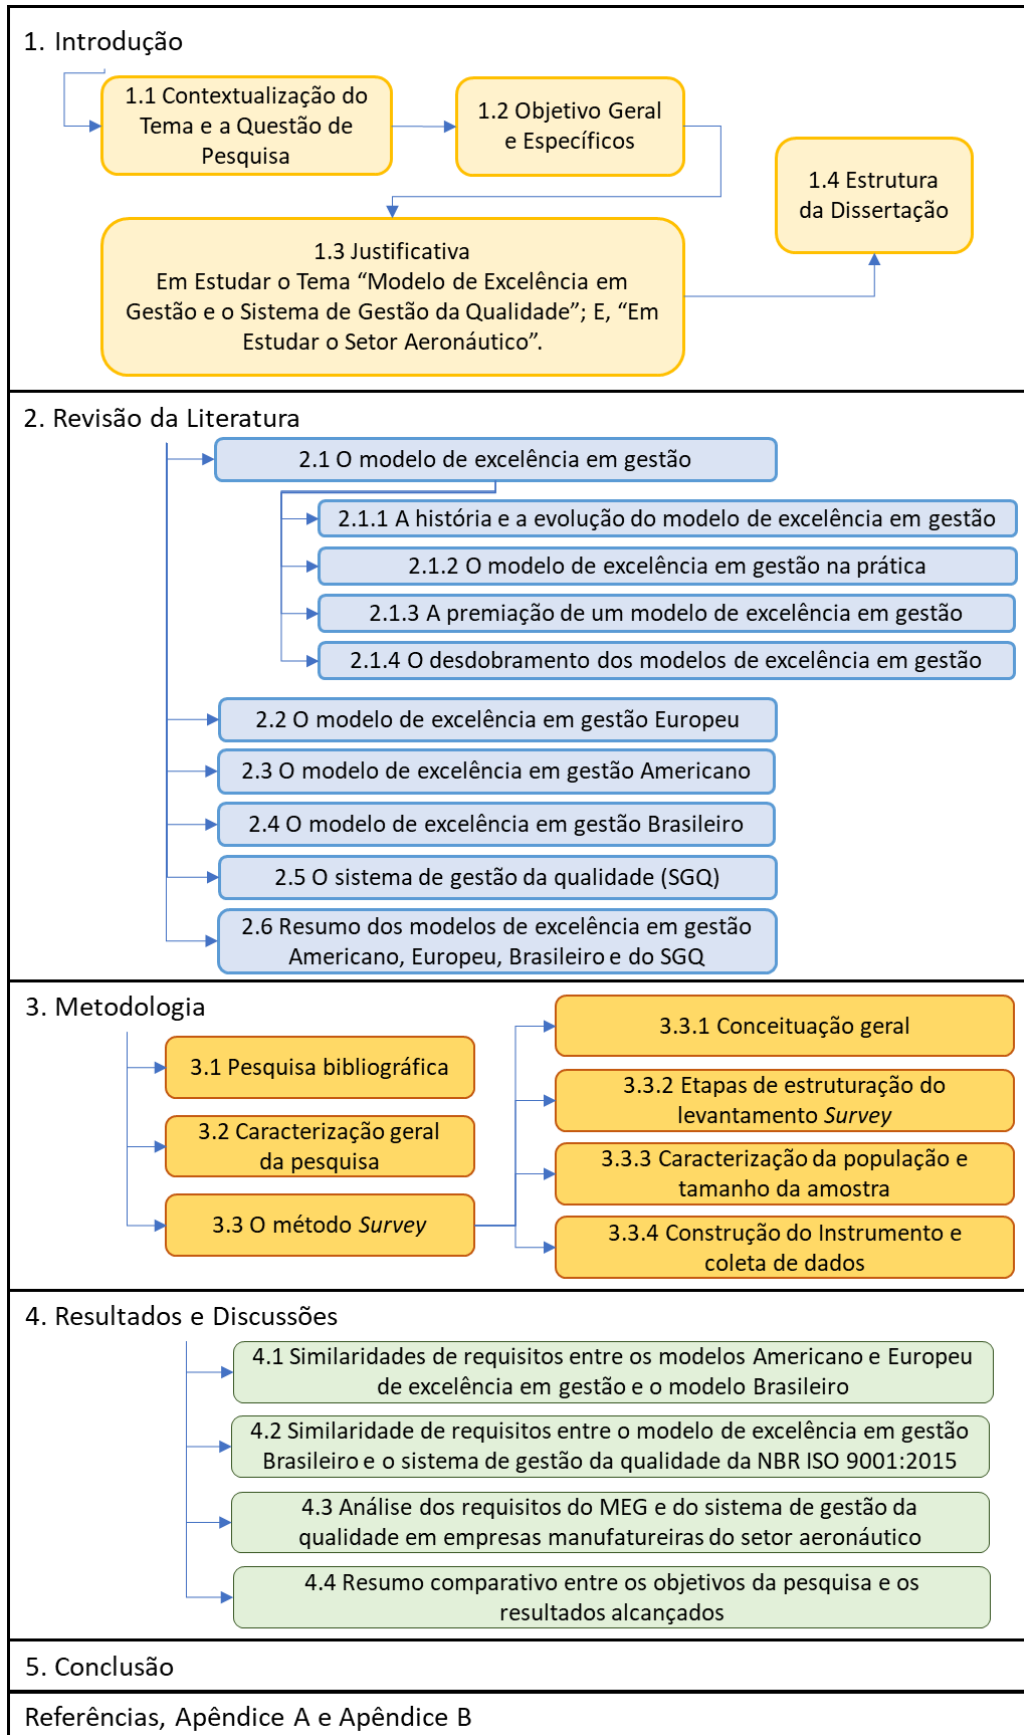 1. Introdução
1.1 Contextualização do
Tema e a Questão de
Pesquisa
1.2 Objetivo Geral
e Específicos
1.3 Justificativa
Em Estudar o Tema “Modelo de Excelência em
Gestão e o Sistema de Gestão da Qualidade”; E, “Em
Estudar o Setor Aeronáutico”.
1.4 Estrutura
da Dissertação
2. Revisão da Literatura
2.1 O modelo de excelência em gestão
2.1.1 A história e a evolução do modelo de excelência em gestão
2.1.2 O modelo de excelência em gestão na prática
2.1.3 A premiação de um modelo de excelência em gestão
2.1.4 O desdobramento dos modelos de excelência em gestão
2.2 O modelo de excelência em gestão Europeu
2.3 O modelo de excelência em gestão Americano
2.4 O modelo de excelência em gestão Brasileiro
2.5 O sistema de gestão da qualidade (SGQ)
2.6 Resumo dos modelos de excelência em gestão
Americano, Europeu, Brasileiro e do SGQ
3. Metodologia
3.1 Pesquisa bibliográfica
3.2 Caracterização geral
da pesquisa
3.3 O método Survey
3.3.1 Conceituação geral
3.3.2 Etapas de estruturação do
levantamento Survey
3.3.3 Caracterização da população e
tamanho da amostra
3.3.4 Construção do Instrumento e
coleta de dados
4. Resultados e Discussões
4.1 Similaridades de requisitos entre os modelos Americano e Europeu
de excelência em gestão e o modelo Brasileiro
4.2 Similaridade de requisitos entre o modelo de excelência em gestão
Brasileiro e o sistema de gestão da qualidade da NBR ISO 9001:2015
4.3 Análise dos requisitos do MEG e do sistema de gestão da
qualidade em empresas manufatureiras do setor aeronáutico
4.4 Resumo comparativo entre os objetivos da pesquisa e os
resultados alcançados
5. Conclusão
Referências, Apêndice A e Apêndice B